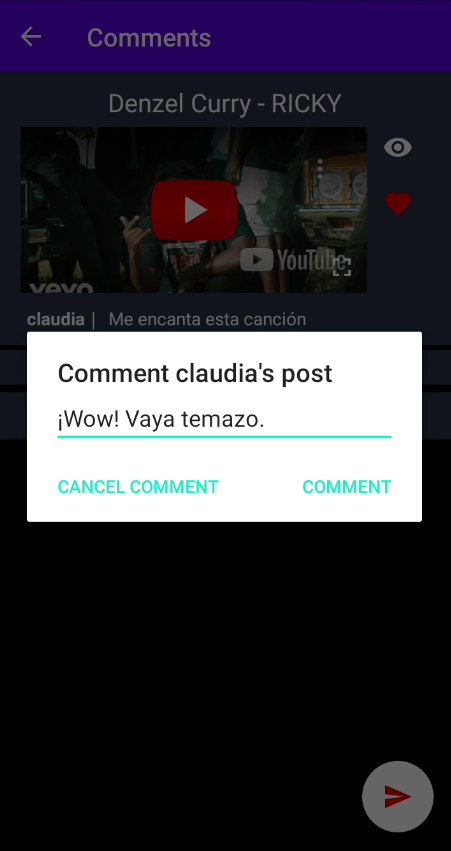 Comments
Denzel Curry - RICKY
YouTube
vevo
claudia | Me encanta esta canción
Comment claudia's post
¡Wow! Vaya temazo.
CANCEL COMMENT COMMENT